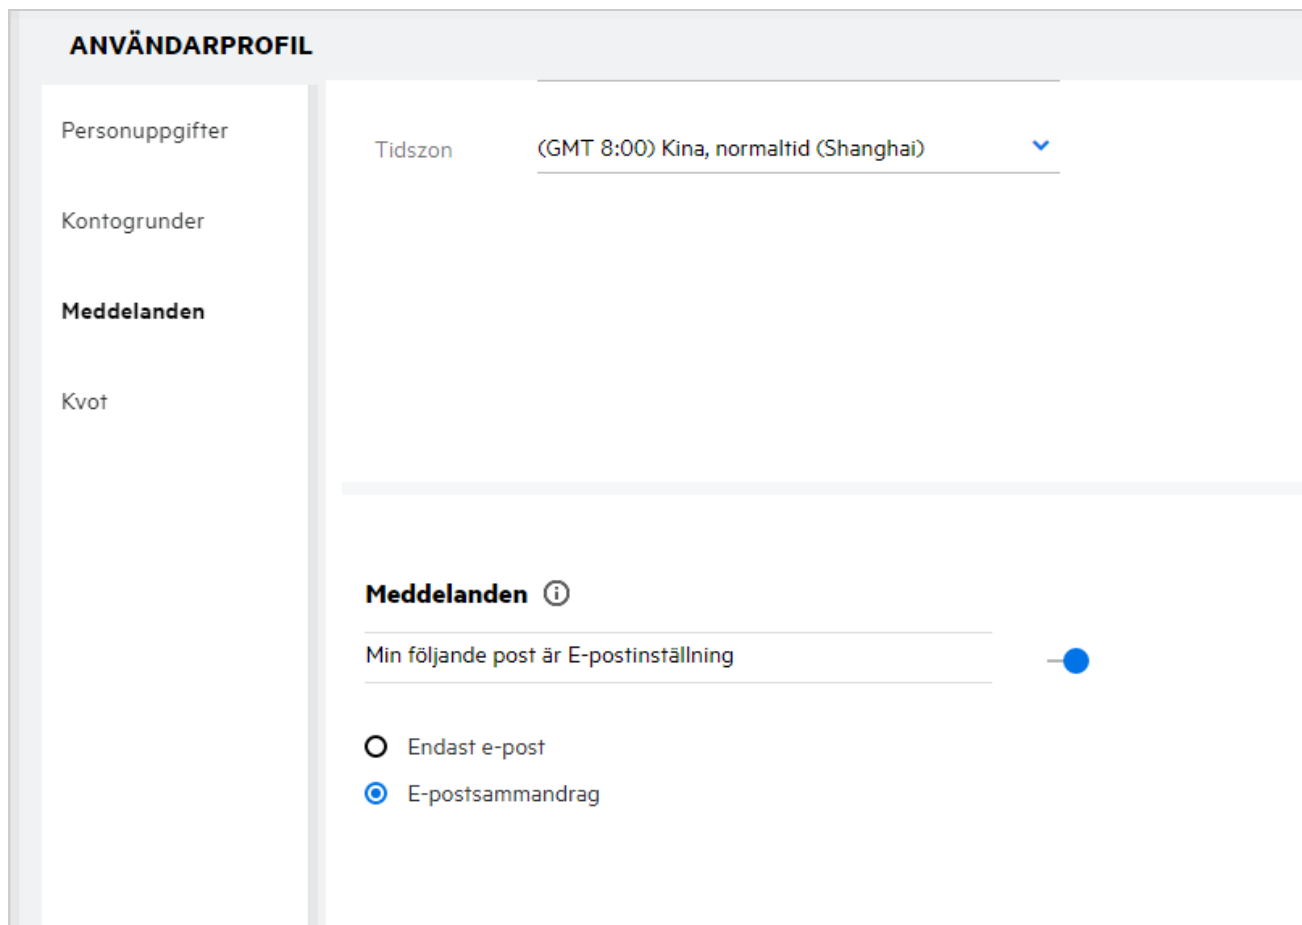 ANVÄNDARPROFIL
Personuppgifter
Kontogrunder
Meddelanden
Kvot
Tidszon (GMT 8:00) Kina, normaltid (Shanghai)
Meddelanden
Min följande post är E-postinställning
Endast e-post
E-postsammandrag